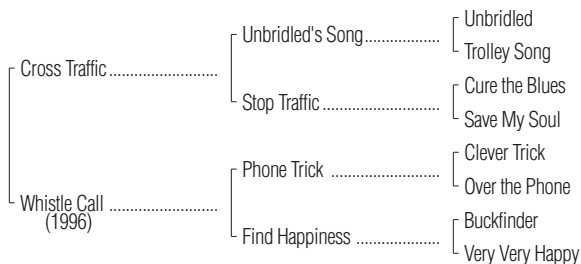 Unbridled
Unbridled's Song
Trolley Song
Cross Traffic
Cure the Blues
Stop Traffic
Save My Soul
Clever Trick
Phone Trick
Over the Phone
Whistle Call
(1996)
Buckfinder
Find Happiness
Very Very Happy